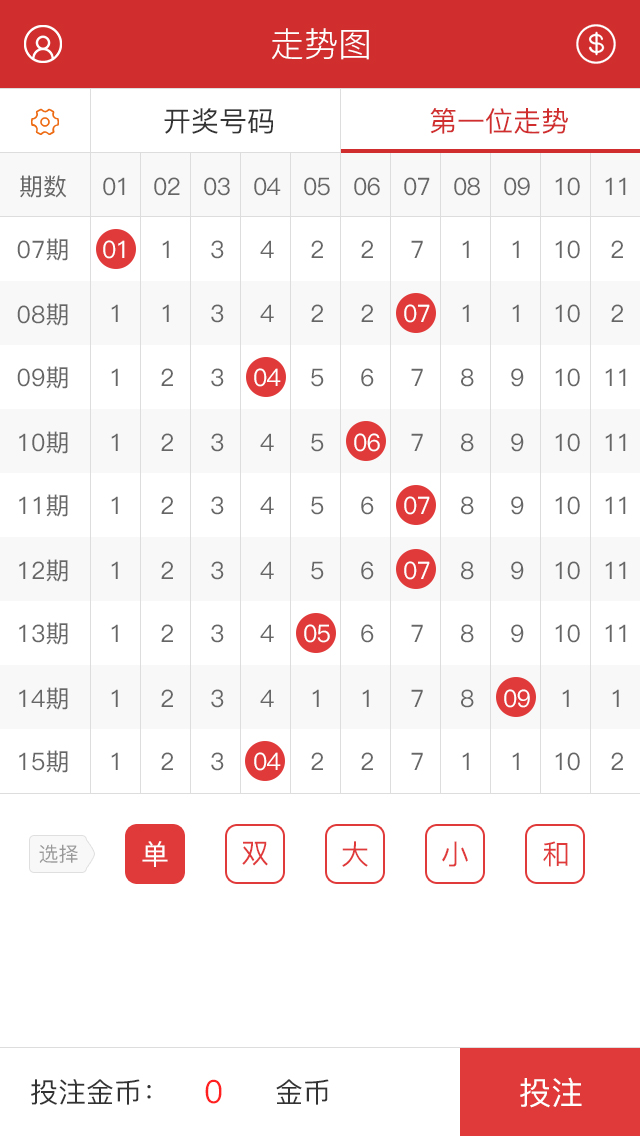 走势图
开奖号码 第一位走势
期数 01 02 03 04 05 06 07 08 09 10 11
07期 01 1 3 4 2 2 7 1 1 10 2
08期 1 1 3 4 2 2 07 1 1 10 2
09期 1 2 3 04 5 6 7 8 9 10 11
10期 1 2 3 4 5 06 7 8 9 10 11
11期 1 2 3 4 5 6 07 8 9 10 11
12期 1 2 3 4 5 6 07 8 9 10 11
13期 1 2 3 4 05 6 7 8 9 10 11
14期 1 2 3 4 1 1 7 8 09 1 1
15期 1 2 3 04 2 2 7 1 1 10 2
选择 单 双 大 小 和
投注金币： 0 金币 投注